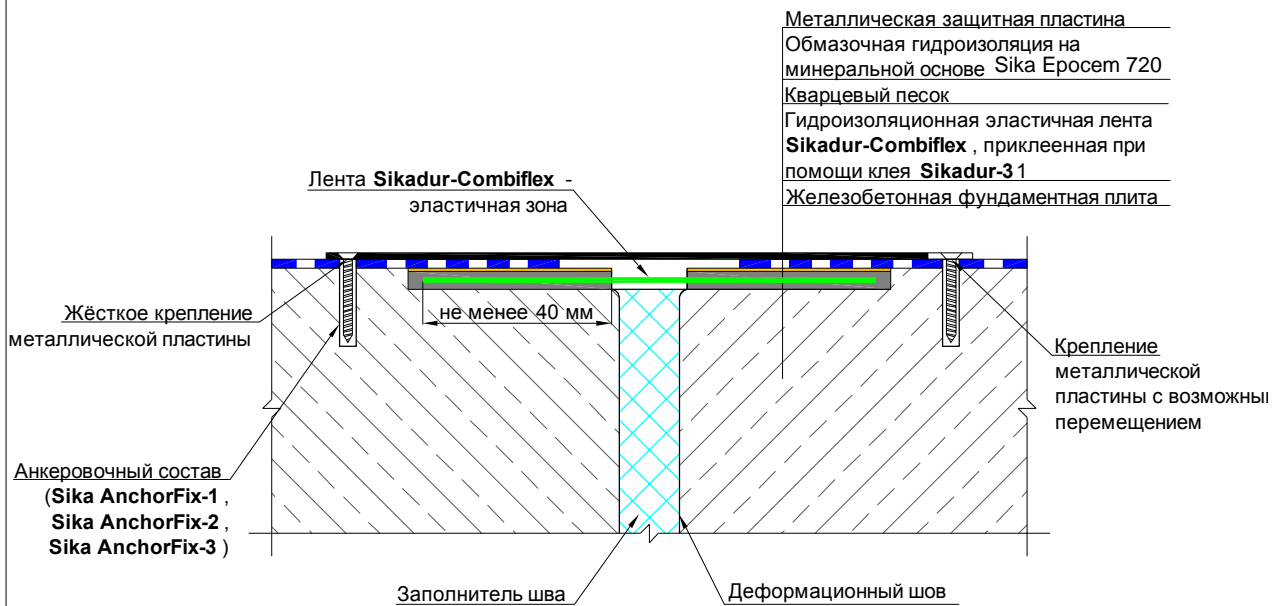 Металлическая защитная пластина
Обмазочная гидроизоляция на
минеральной основе Sika Epocem 720
Кварцевый песок
Гидроизоляционная эластичная лента
Sikadur-Combiflex , приклеенная при
помощи клея Sikadur-31
Железобетонная фундаментная плита
Лента Sikadur-Combiflex -
эластичная зона
Жёсткое крепление
металлической пластины
не менее 40 мм
Крепление
металлической
пластины с возможны
перемещением
Анкеровочный состав
(Sika AnchorFix-1 ,
Sika AnchorFix-2 ,
Sika AnchorFix-3 )
Заполнитель шва
Деформационный шов